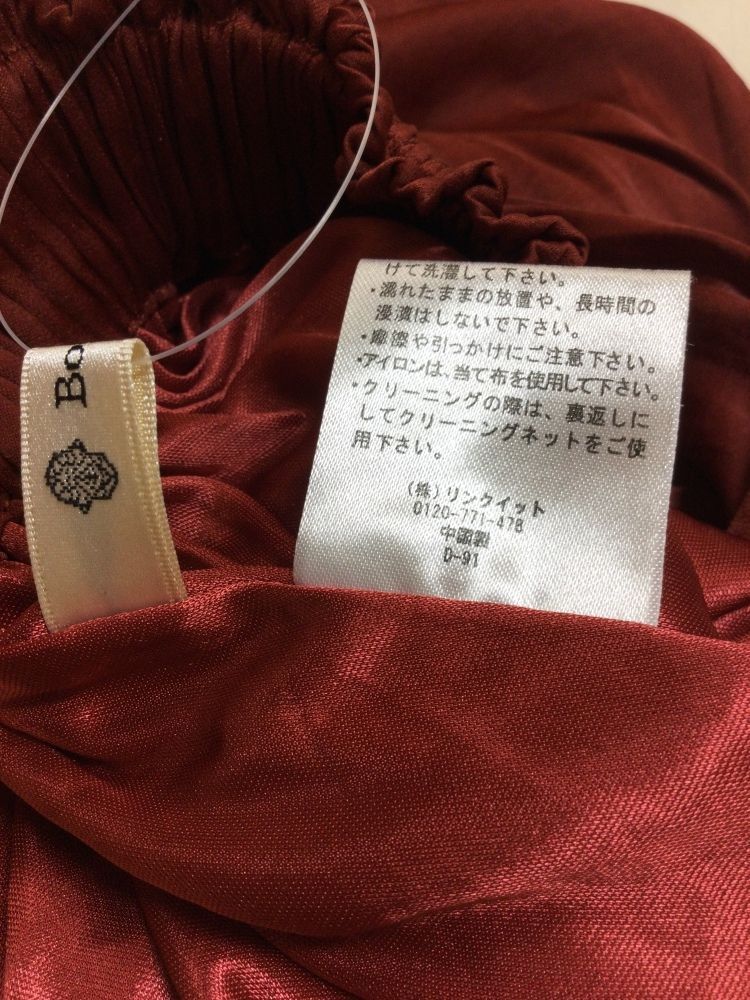 Bo
けて洗濯して下さい。
・濡れたままの放置や、長時間の
浸漬はしないで下さい。
・摩擦や引っかけにご注意下さい。
・アイロンは、当て布を使用して下さい。
・クリーニングの際は、裏返しに
してクリーニングネットをご使
用下さい。
(株)リンクイット
0120-771-478
中国製
D-91